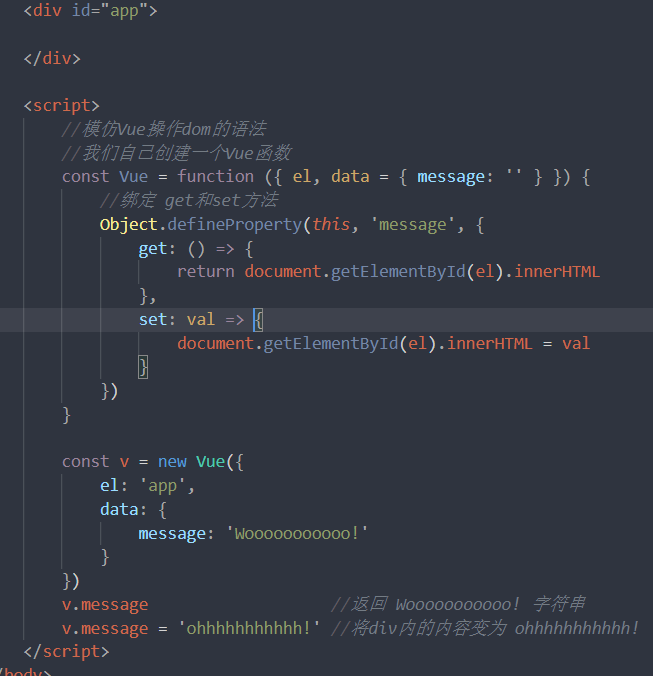 <div id="app">
</div>
<script>
//模仿Vue操作dom的语法
//我们自己创建一个Vue函数
const Vue = function ({ el, data = { message: '' } }) {
//绑定 get和set方法
Object.defineProperty(this, 'message', {
get: () => {
return document.getElementById(el).innerHTML
},
set: val => {
document.getElementById(el).innerHTML = val
}
})
}
const v = new Vue({
el: 'app',
data: {
message: 'Wooooooooooo!'
}
})
v.message //返回 Wooooooooooo! 字符串
v.message = 'ohhhhhhhhhhh!' //将div内的内容变为 ohhhhhhhhhhh!
</script>
/body>